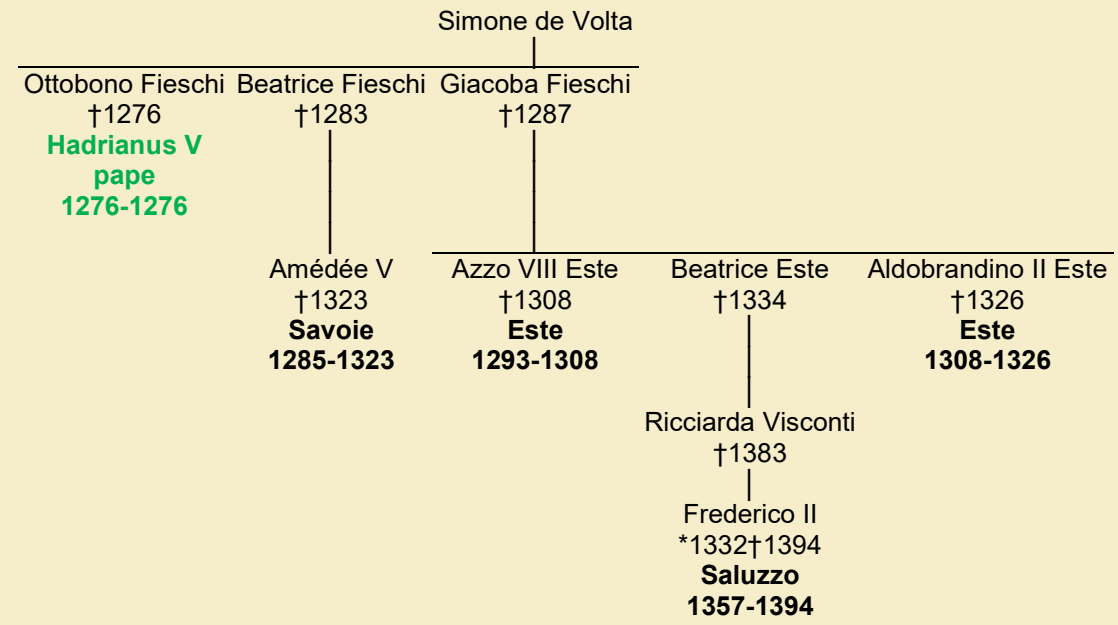 Simone de Volta
Ottobono Fieschi Beatrice Fieschi Giacoba Fieschi
†1276 †1283 †1287
Hadrianus V
pape
1276-1276
Amédée V Azzo VIII Este Beatrice Este Aldobrandino II Este
†1323 †1308 †1334 †1326
Savoie Este Este
1285-1323 1293-1308 1308-1326
Ricciarda Visconti
†1383
Frederico II
*1332†1394
Saluzzo
1357-1394